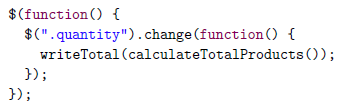 $(function() {
  $(".quantity").change(function() {
    writeTotal(calculateTotalProducts());
  });
});